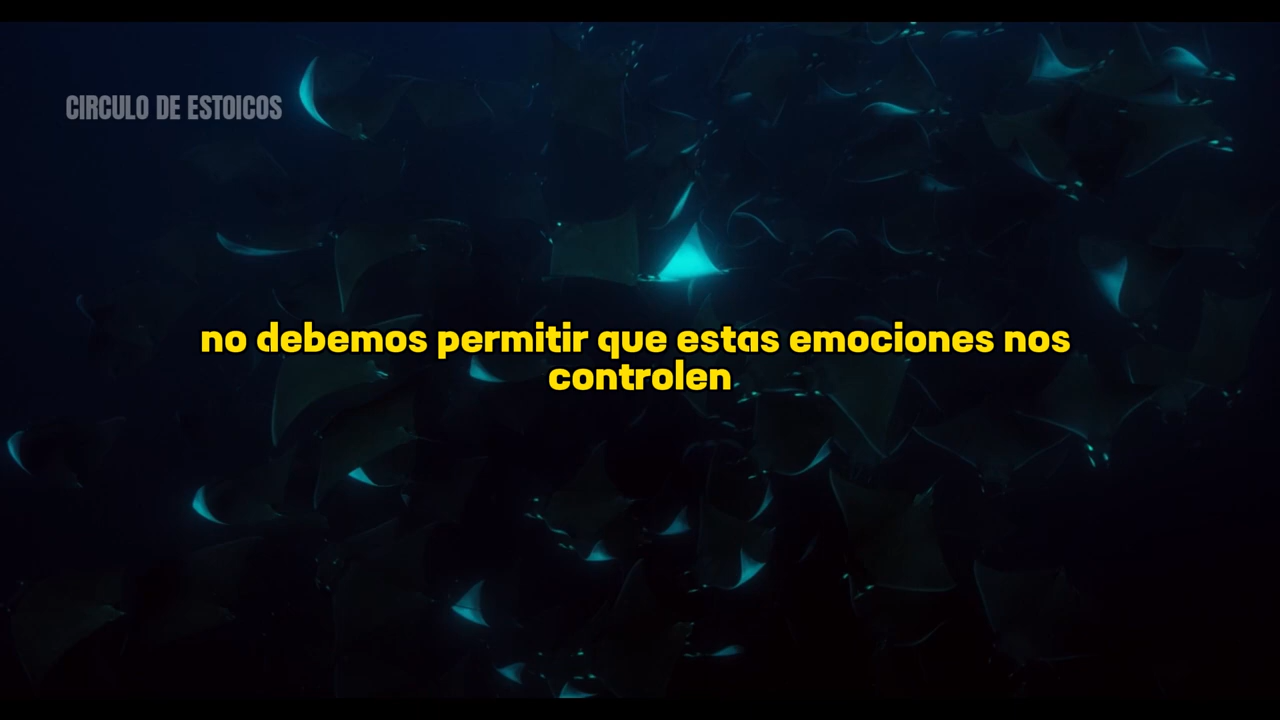 CIRCULO DE ESTOICOS
no debemos permitir que estas emociones nos
controlen